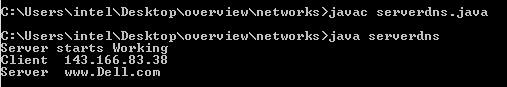 C:\Users\intel\Desktop\overview\networks>javac serverdns.java
C:\Users\intel\Desktop\overview\networks>java serverdns
Server starts Working
Client  143.166.83.38
Server  www.Dell.com